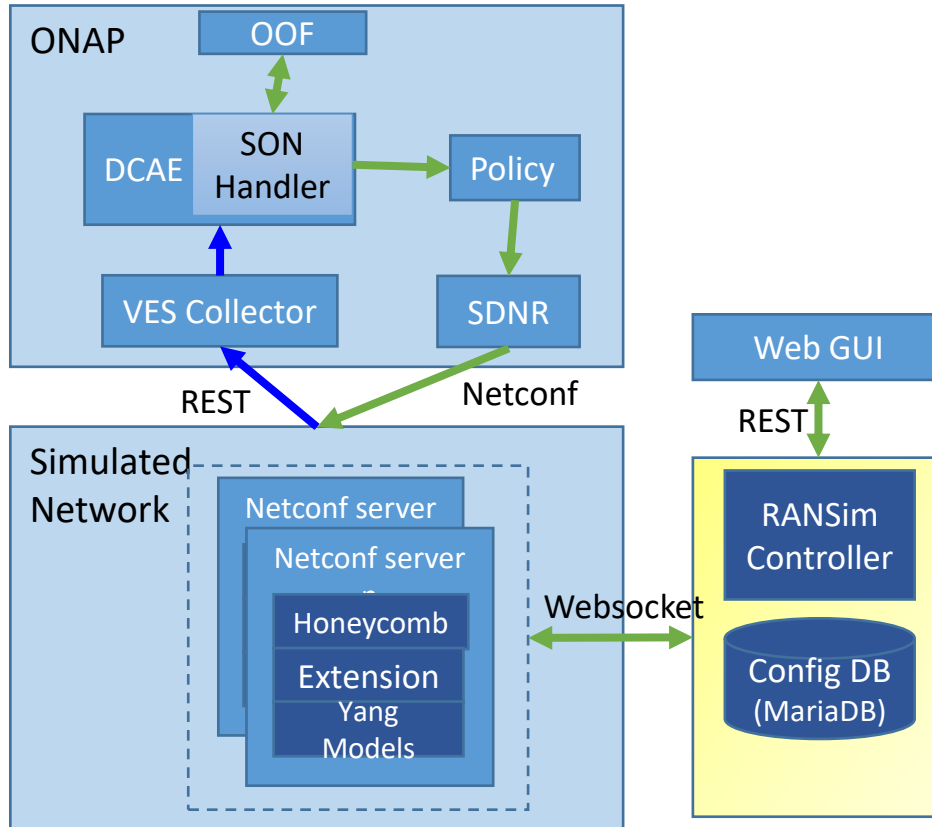 ONAP
OOF
DCAE
SON
Handler
Policy
VES Collector
SDNR
REST
Netconf
Web GUI
REST
Simulated
Network
Netconf server
Netconf server
Honeycomb
Extension
Yang
Models
Websocket
RANSim
Controller
Config DB
(MariaDB)